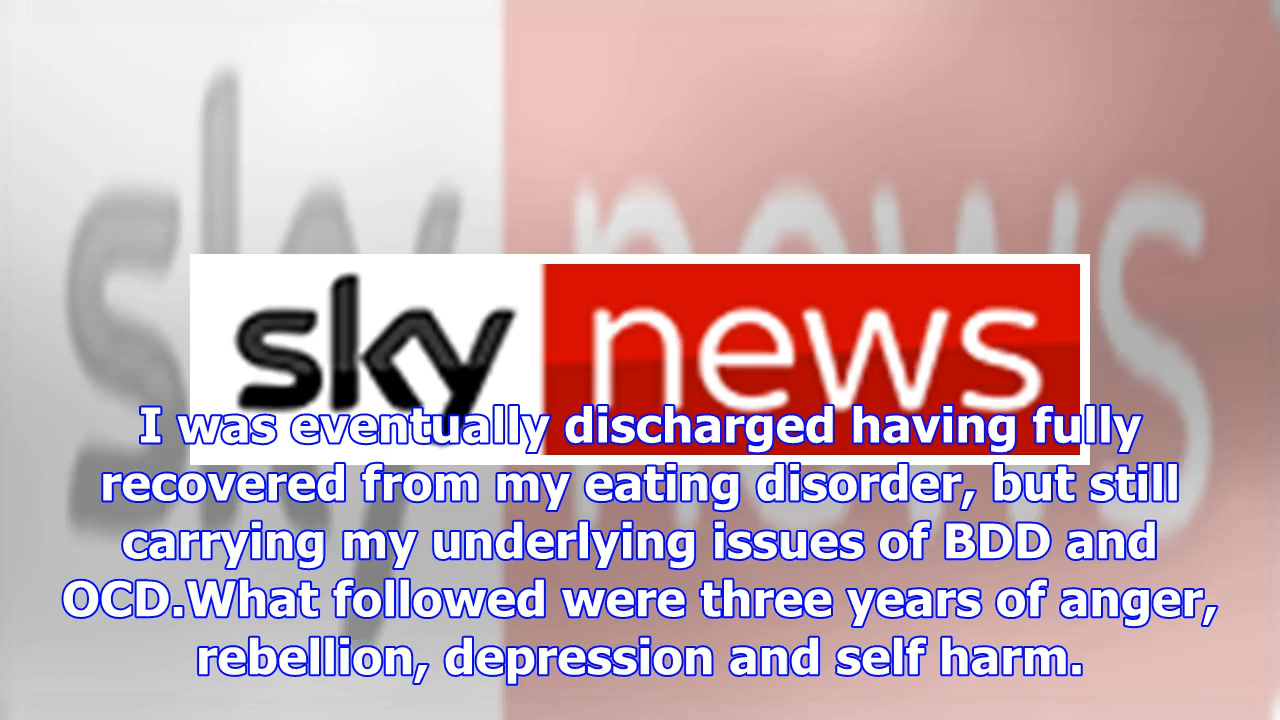 sky news
I was eventually discharged having fully
recovered from my eating disorder, but still
carrying my underlying issues of BDD and
OCD.What followed were three years of anger,
rebellion, depression and self harm.